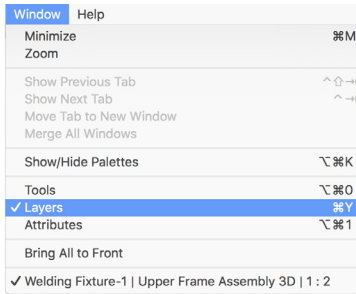 Window Help
Minimize ⌘M
Zoom
Show Previous Tab ^⇧→
Show Next Tab ^→
Move Tab to New Window
Merge All Windows
Show/Hide Palettes ⌥⌘K
Tools ⌥⌘0
✓ Layers ⌘Y
Attributes ⌥⌘1
Bring All to Front
✓ Welding Fixture-1 | Upper Frame Assembly 3D | 1 : 2